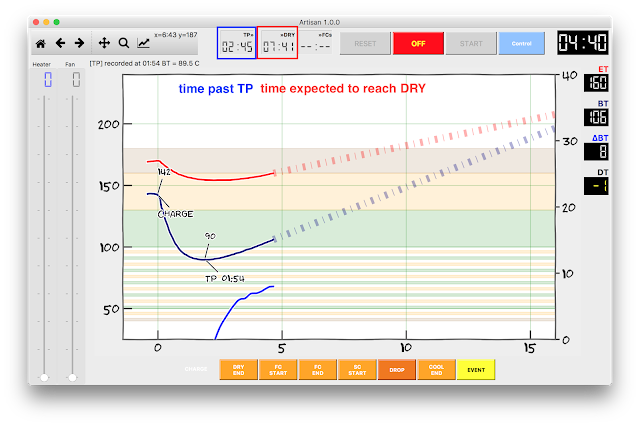 Artisan 1.0.0
x=6:43 y=187
TP»
02:45
»DRY
07:41
»FCs
--:--
RESET
OFF
START
Control
04:40
Heater
Fan
[TP] recorded at 01:54 BT = 89.5 C
0
0
time past TP time expected to reach DRY
ET
160
BT
106
ΔBT
8
DT
-1
200
150
100
50
40
30
20
10
0
142
CHARGE
90
TP 01:54
0
5
10
15
CHARGE
DRY END
FC START
FC END
SC START
DROP
COOL END
EVENT